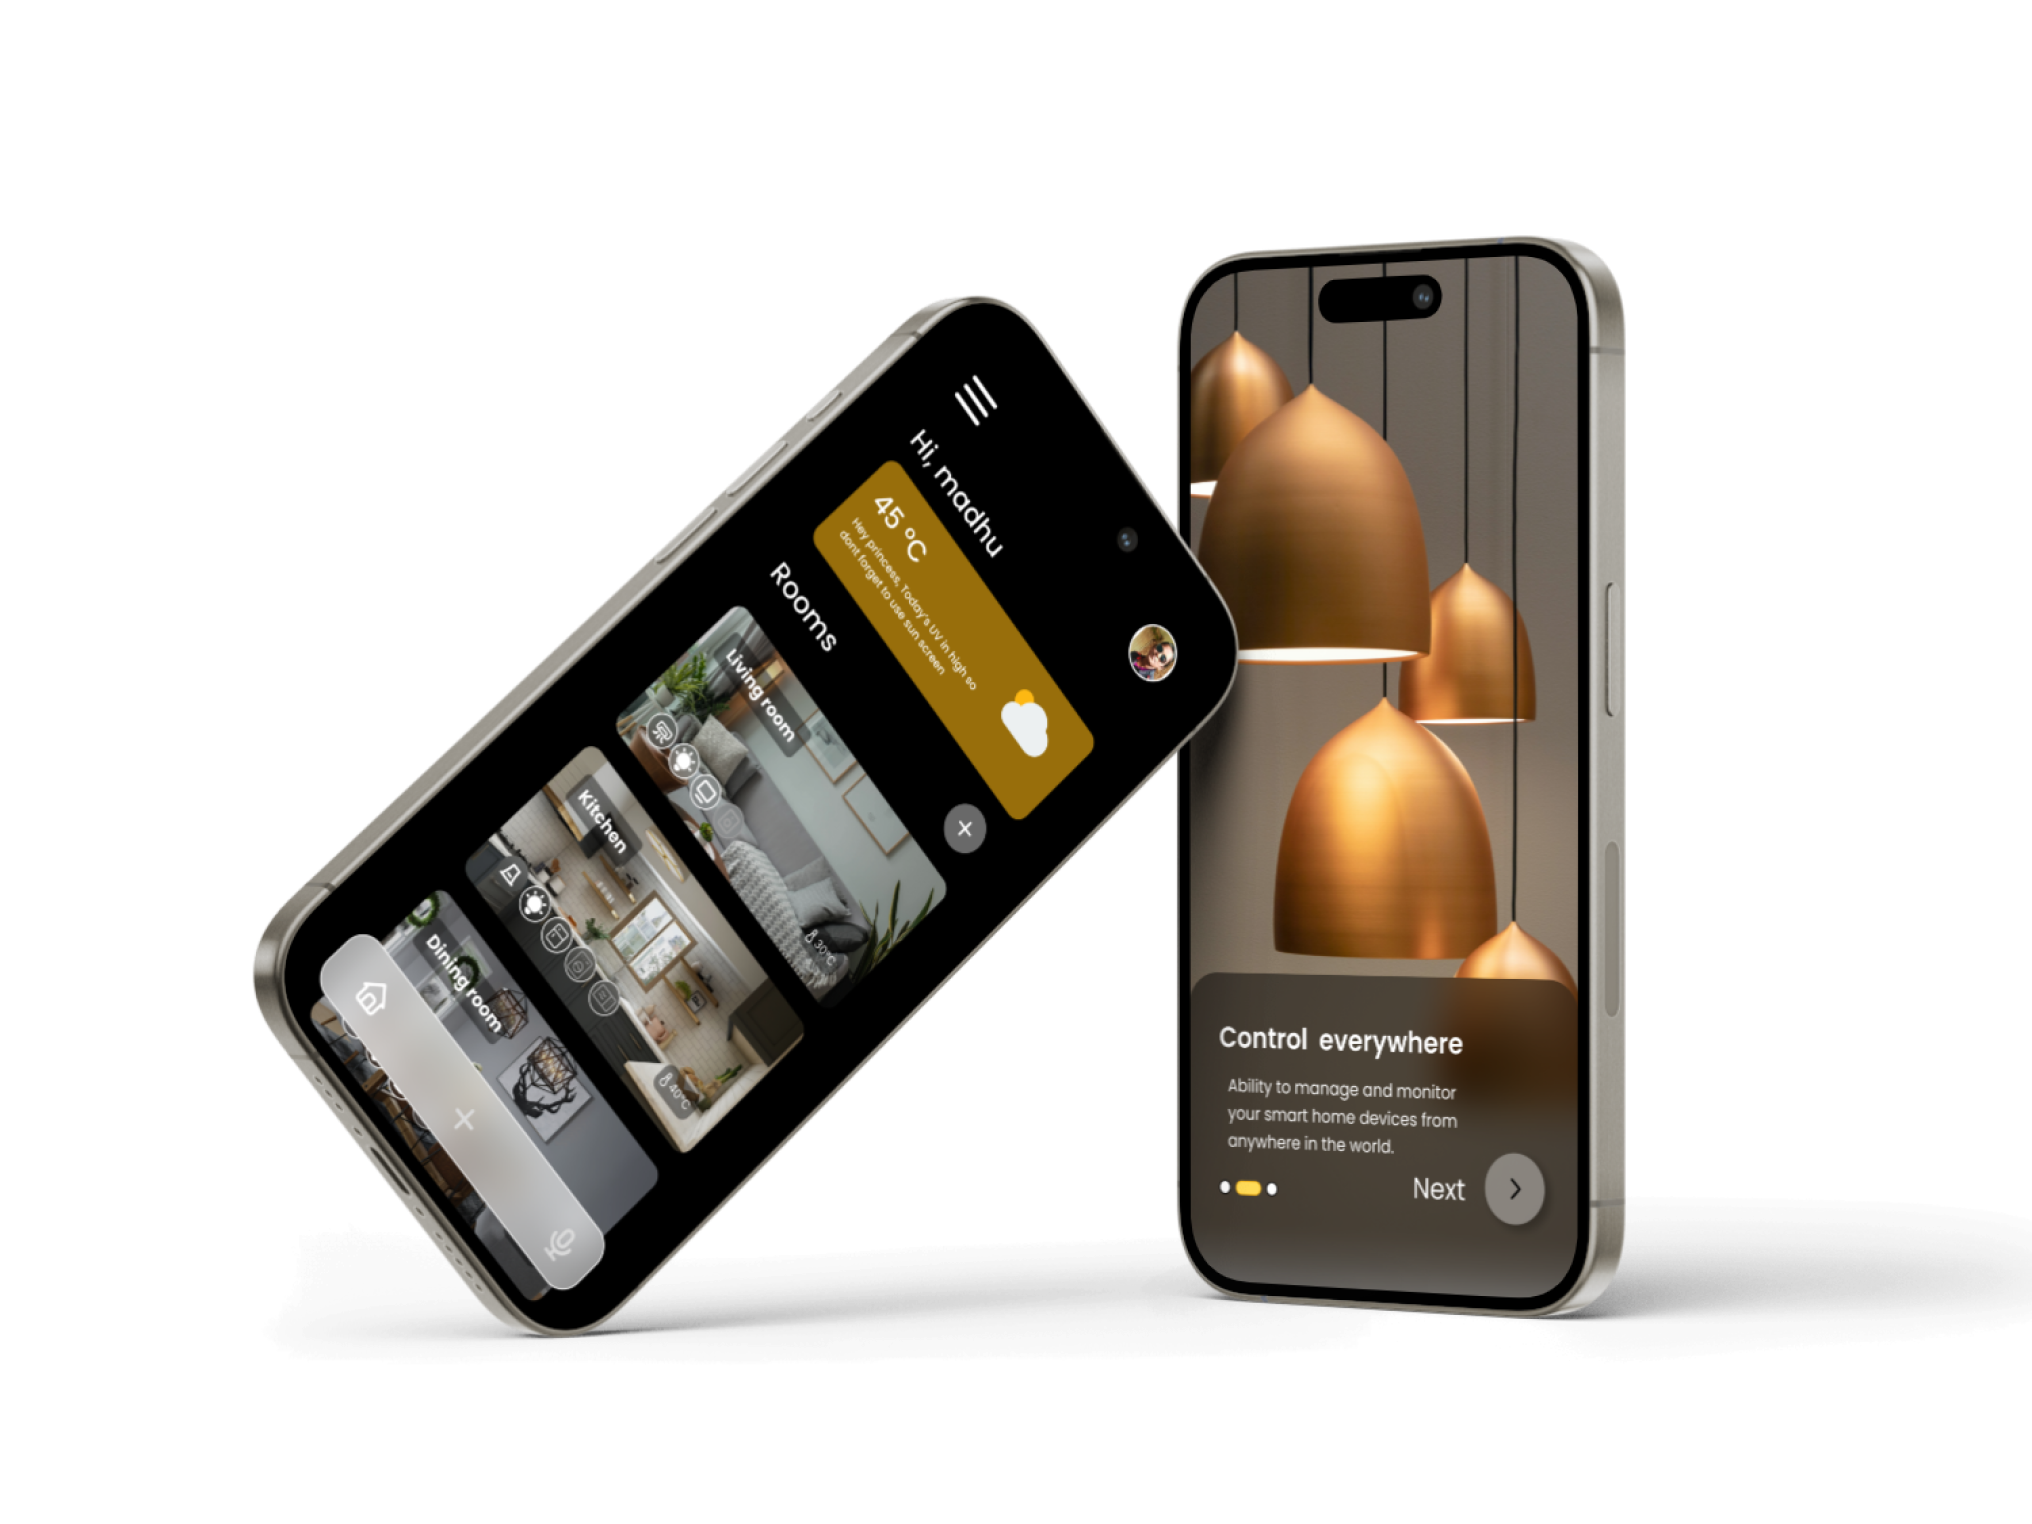 Hi, madhu
45 °C
Hey princess, Today's UV in high so
dont forget to use sun screen
Rooms
Living room
30°C
Kitchen
40°C
Dining room
Control everywhere
Ability to manage and monitor
your smart home devices from
anywhere in the world.
Next